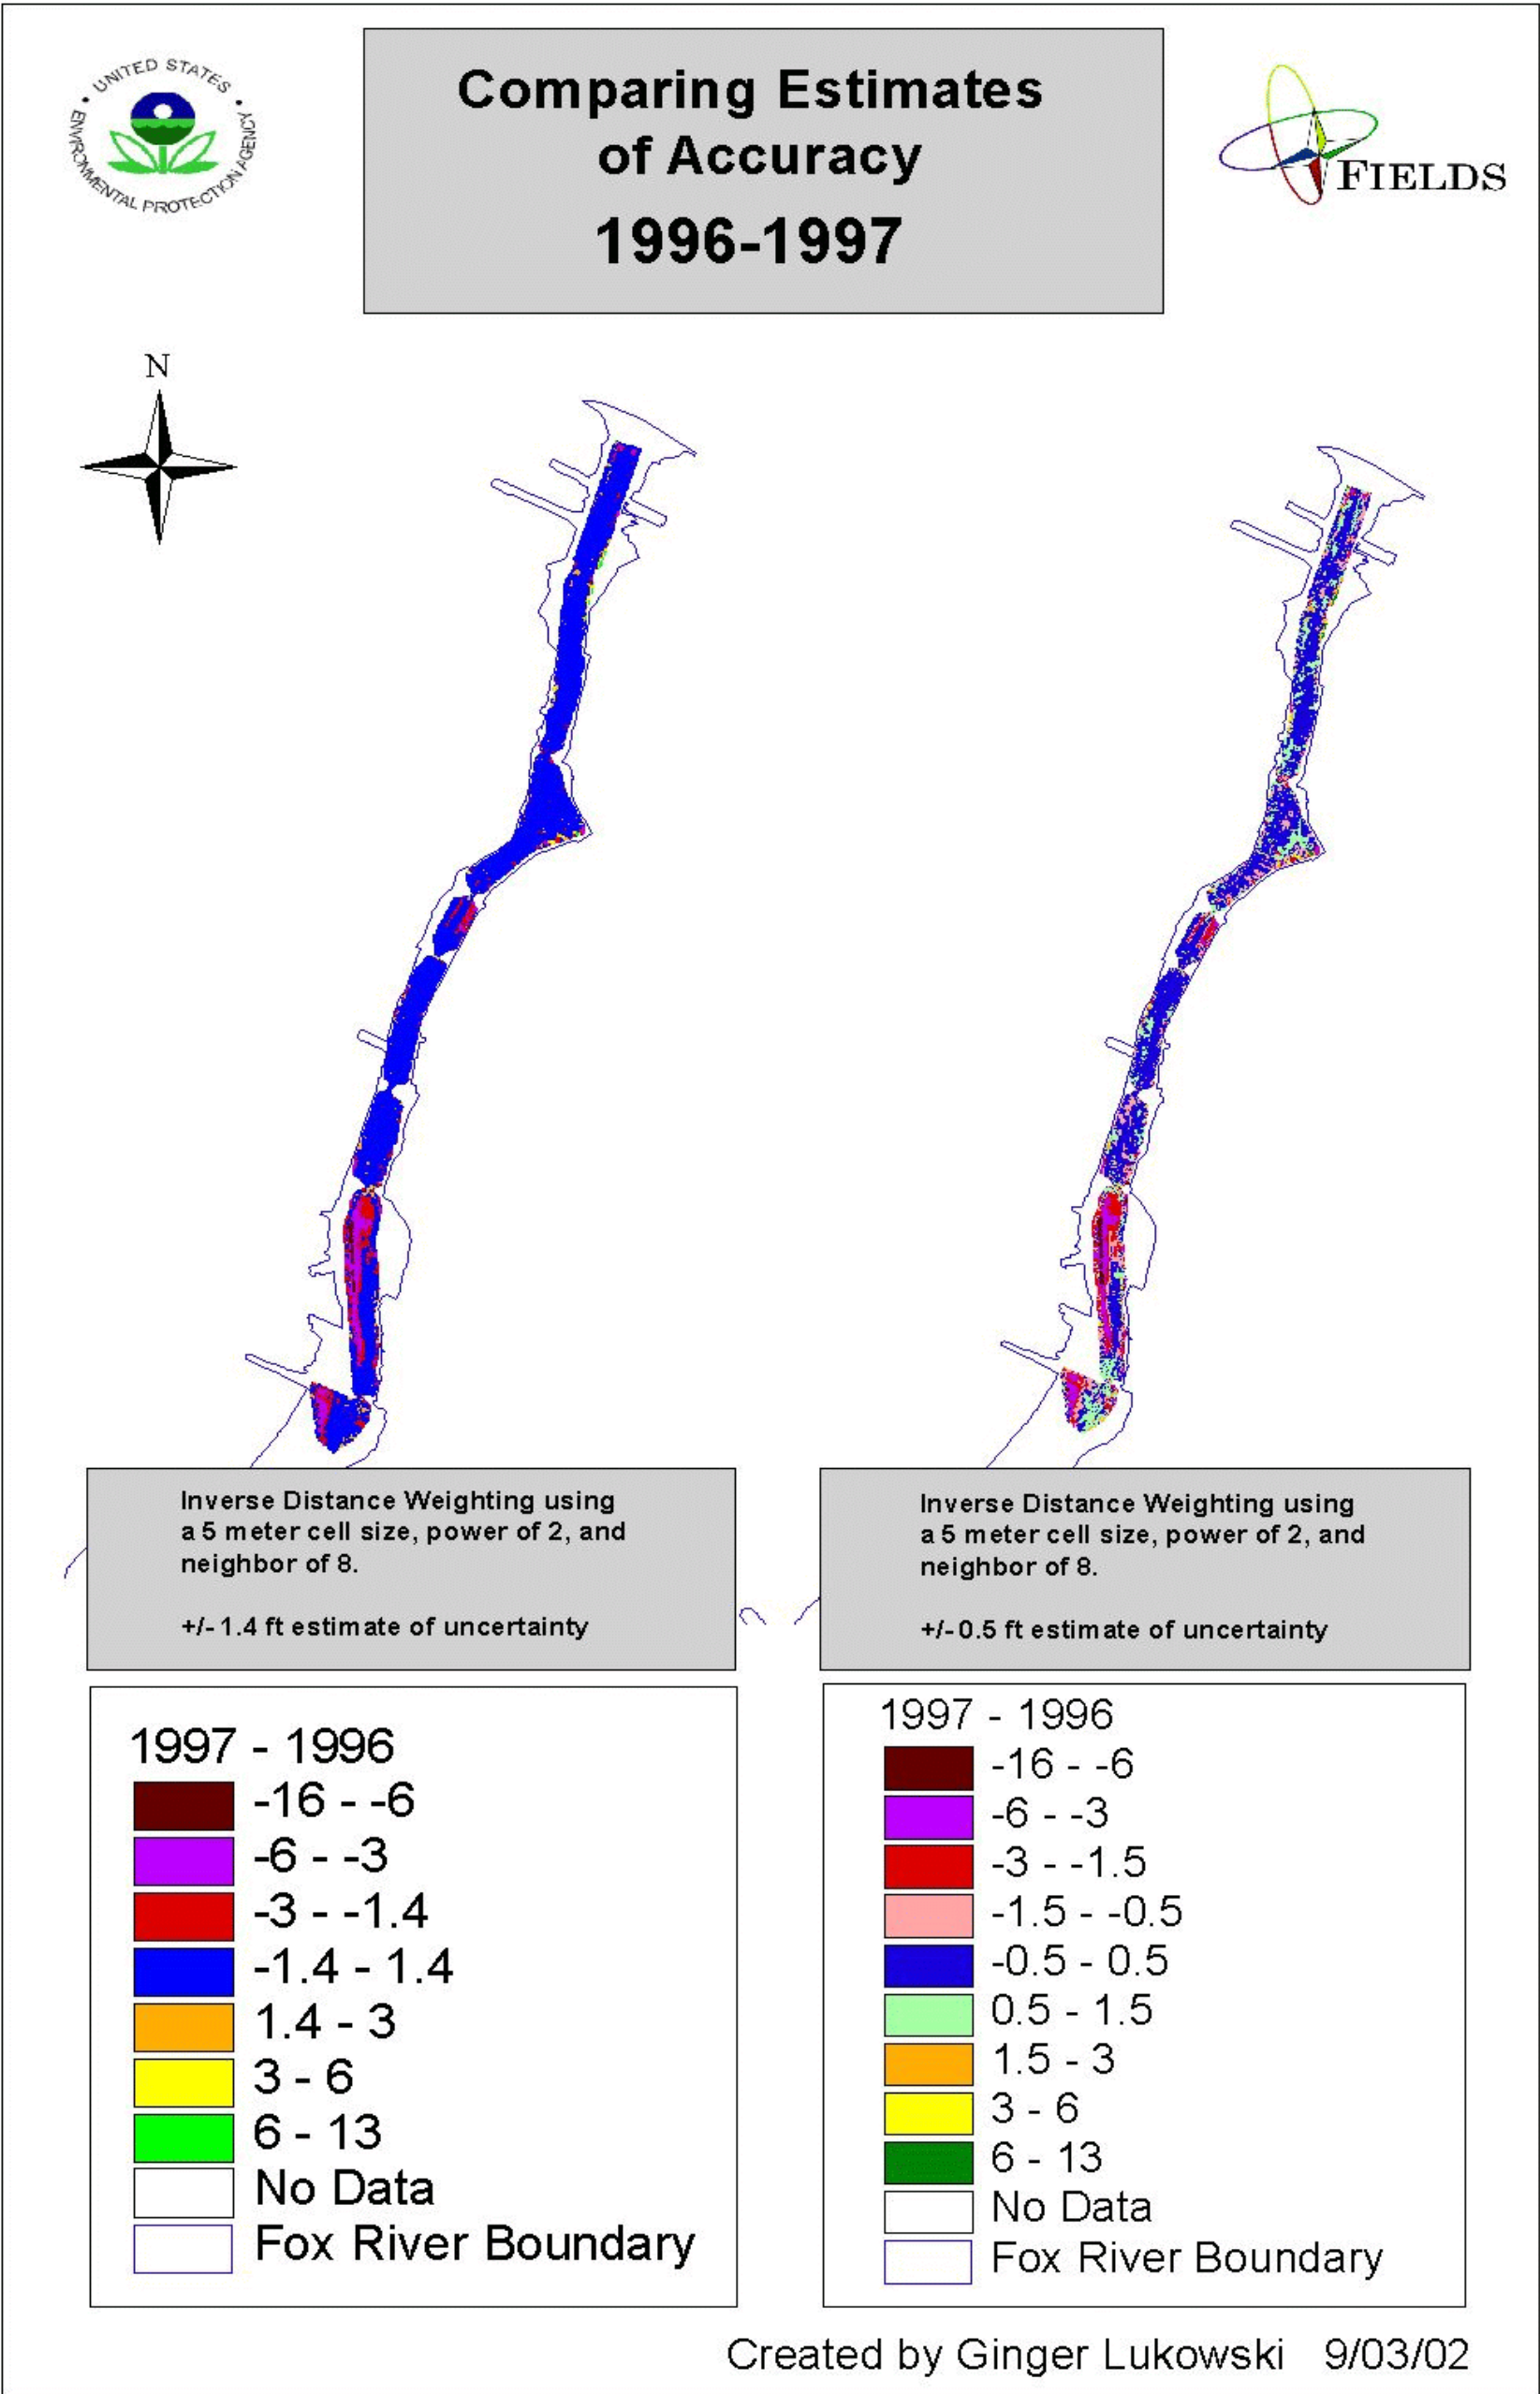 UNITED STATES
ENVIRONMENTAL PROTECTION AGENCY
Comparing Estimates
of Accuracy
1996-1997
FIELDS
N
Inverse Distance Weighting using
a 5 meter cell size, power of 2, and
neighbor of 8.
+/- 1.4 ft estimate of uncertainty
Inverse Distance Weighting using
a 5 meter cell size, power of 2, and
neighbor of 8.
+/- 0.5 ft estimate of uncertainty
1997 - 1996
-16 - -6
-6 - -3
-3 - -1.4
-1.4 - 1.4
1.4 - 3
3 - 6
6 - 13
No Data
Fox River Boundary
1997 - 1996
-16 - -6
-6 - -3
-3 - -1.5
-1.5 - -0.5
-0.5 - 0.5
0.5 - 1.5
1.5 - 3
3 - 6
6 - 13
No Data
Fox River Boundary
Created by Ginger Lukowski 9/03/02